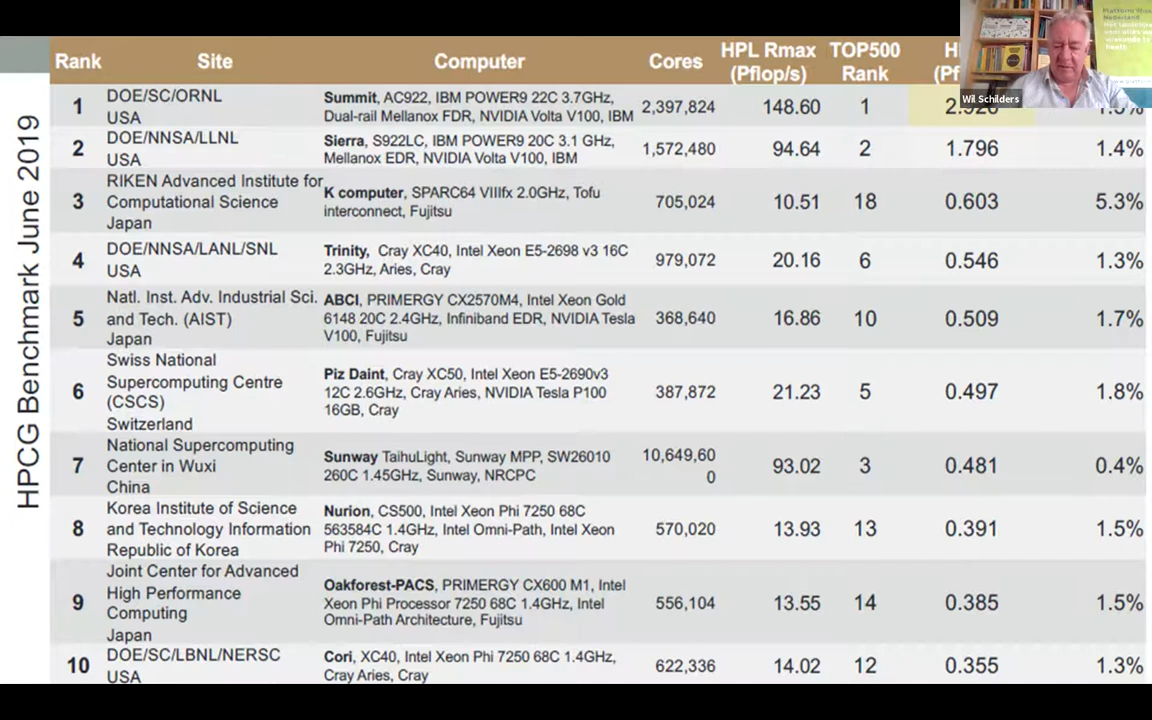 Platform Wis
Nederland
Wil Schilders
HPCG Benchmark June 2019
Rank Site Computer Cores HPL Rmax (Pflop/s) TOP500 Rank
1 DOE/SC/ORNL
USA
Summit, AC922, IBM POWER9 22C 3.7GHz,
Dual-rail Mellanox FDR, NVIDIA Volta V100, IBM
2,397,824 148.60 1
2 DOE/NNSA/LLNL
USA
Sierra, S922LC, IBM POWER9 20C 3.1 GHz,
Mellanox EDR, NVIDIA Volta V100, IBM
1,572,480 94.64 2 1.796 1.4%
3 RIKEN Advanced Institute for
Computational Science
Japan
K computer, SPARC64 VIIIfx 2.0GHz, Tofu
interconnect, Fujitsu
705,024 10.51 18 0.603 5.3%
4 DOE/NNSA/LANL/SNL
USA
Trinity, Cray XC40, Intel Xeon E5-2698 v3 16C
2.3GHz, Aries, Cray
979,072 20.16 6 0.546 1.3%
5 Natl. Inst. Adv. Industrial Sci.
and Tech. (AIST)
Japan
ABCI, PRIMERGY CX2570M4, Intel Xeon Gold
6148 20C 2.4GHz, Infiniband EDR, NVIDIA Tesla
V100, Fujitsu
368,640 16.86 10 0.509 1.7%
6 Swiss National
Supercomputing Centre
(CSCS)
Switzerland
Piz Daint, Cray XC50, Intel Xeon E5-2690v3
12C 2.6GHz, Cray Aries, NVIDIA Tesla P100
16GB, Cray
387,872 21.23 5 0.497 1.8%
7 National Supercomputing
Center in Wuxi
China
Sunway TaihuLight, Sunway MPP, SW26010
260C 1.45GHz, Sunway, NRCPC
10,649,60
0
93.02 3 0.481 0.4%
8 Korea Institute of Science
and Technology Information
Republic of Korea
Nurion, CS500, Intel Xeon Phi 7250 68C
563584C 1.4GHz, Intel Omni-Path, Intel Xeon
Phi 7250, Cray
570,020 13.93 13 0.391 1.5%
9 Joint Center for Advanced
High Performance
Computing
Japan
Oakforest-PACS, PRIMERGY CX600 M1, Intel
Xeon Phi Processor 7250 68C 1.4GHz, Intel
Omni-Path Architecture, Fujitsu
556,104 13.55 14 0.385 1.5%
10 DOE/SC/LBNL/NERSC
USA
Cori, XC40, Intel Xeon Phi 7250 68C 1.4GHz,
Cray Aries, Cray
622,336 14.02 12 0.355 1.3%